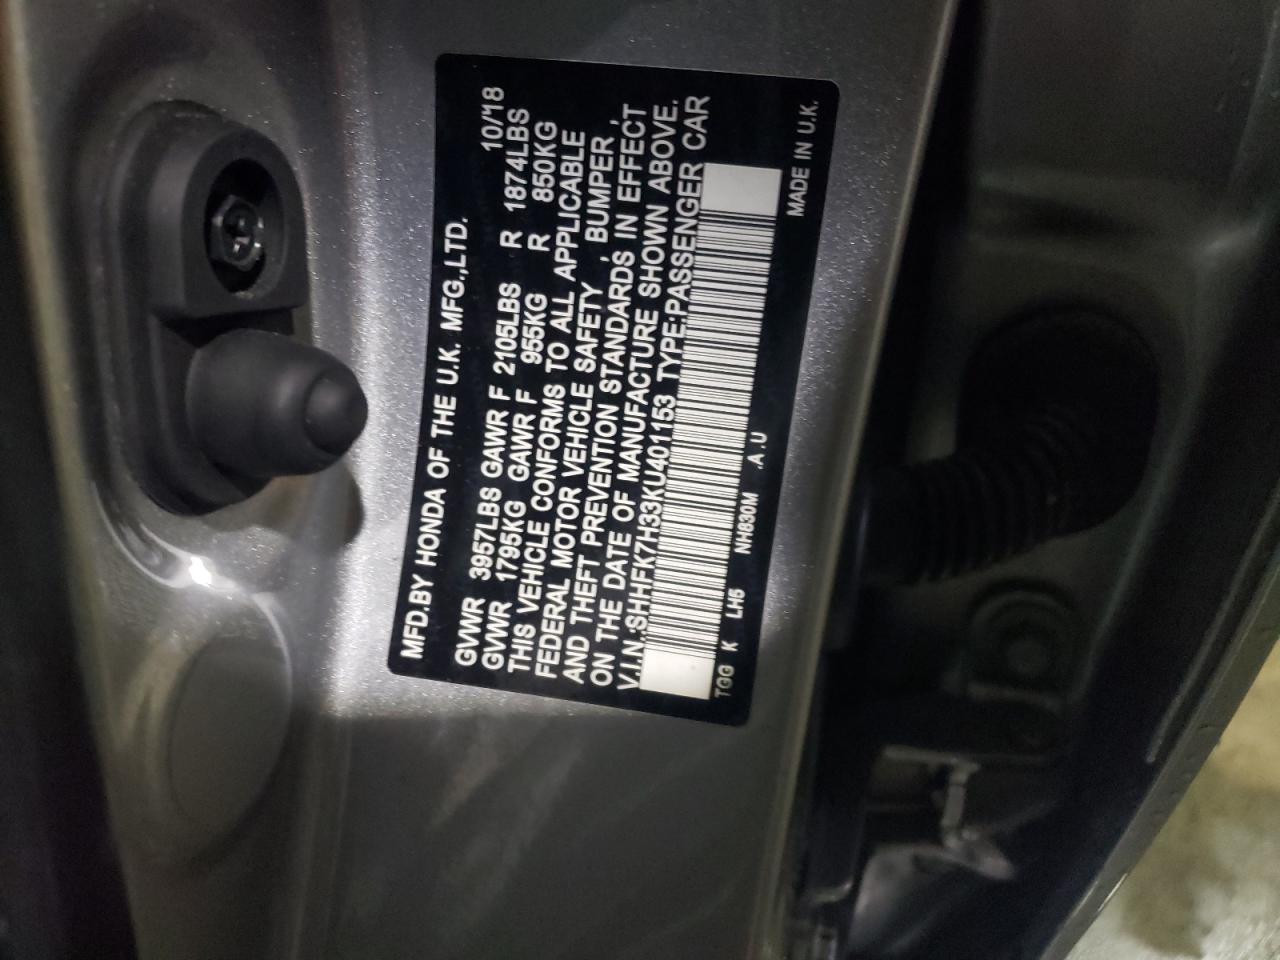 MFD.BY HONDA OF THE U.K. MFG.,LTD. 10/18
GVWR 3957LBS GAWR F 2105LBS R 1874LBS
GVWR 1795KG GAWR F 955KG R 850KG
THIS VEHICLE CONFORMS TO ALL APPLICABLE
FEDERAL MOTOR VEHICLE SAFETY , BUMPER ,
AND THEFT PREVENTION STANDARDS IN EFFECT
ON THE DATE OF MANUFACTURE SHOWN ABOVE.
V.I.N.:SHHFK7H33KU401153 TYPE:PASSENGER CAR
TGG K LH5 NH830M .A.U MADE IN U.K.